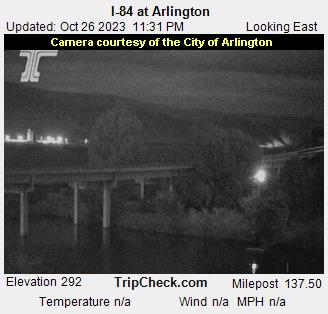 I-84 at Arlington
Updated: Oct 26 2023 11:31 PM Looking East
Camera courtesy of the City of Arlington
Elevation 292 TripCheck.com Milepost 137.50
Temperature n/a Wind n/a MPH n/a